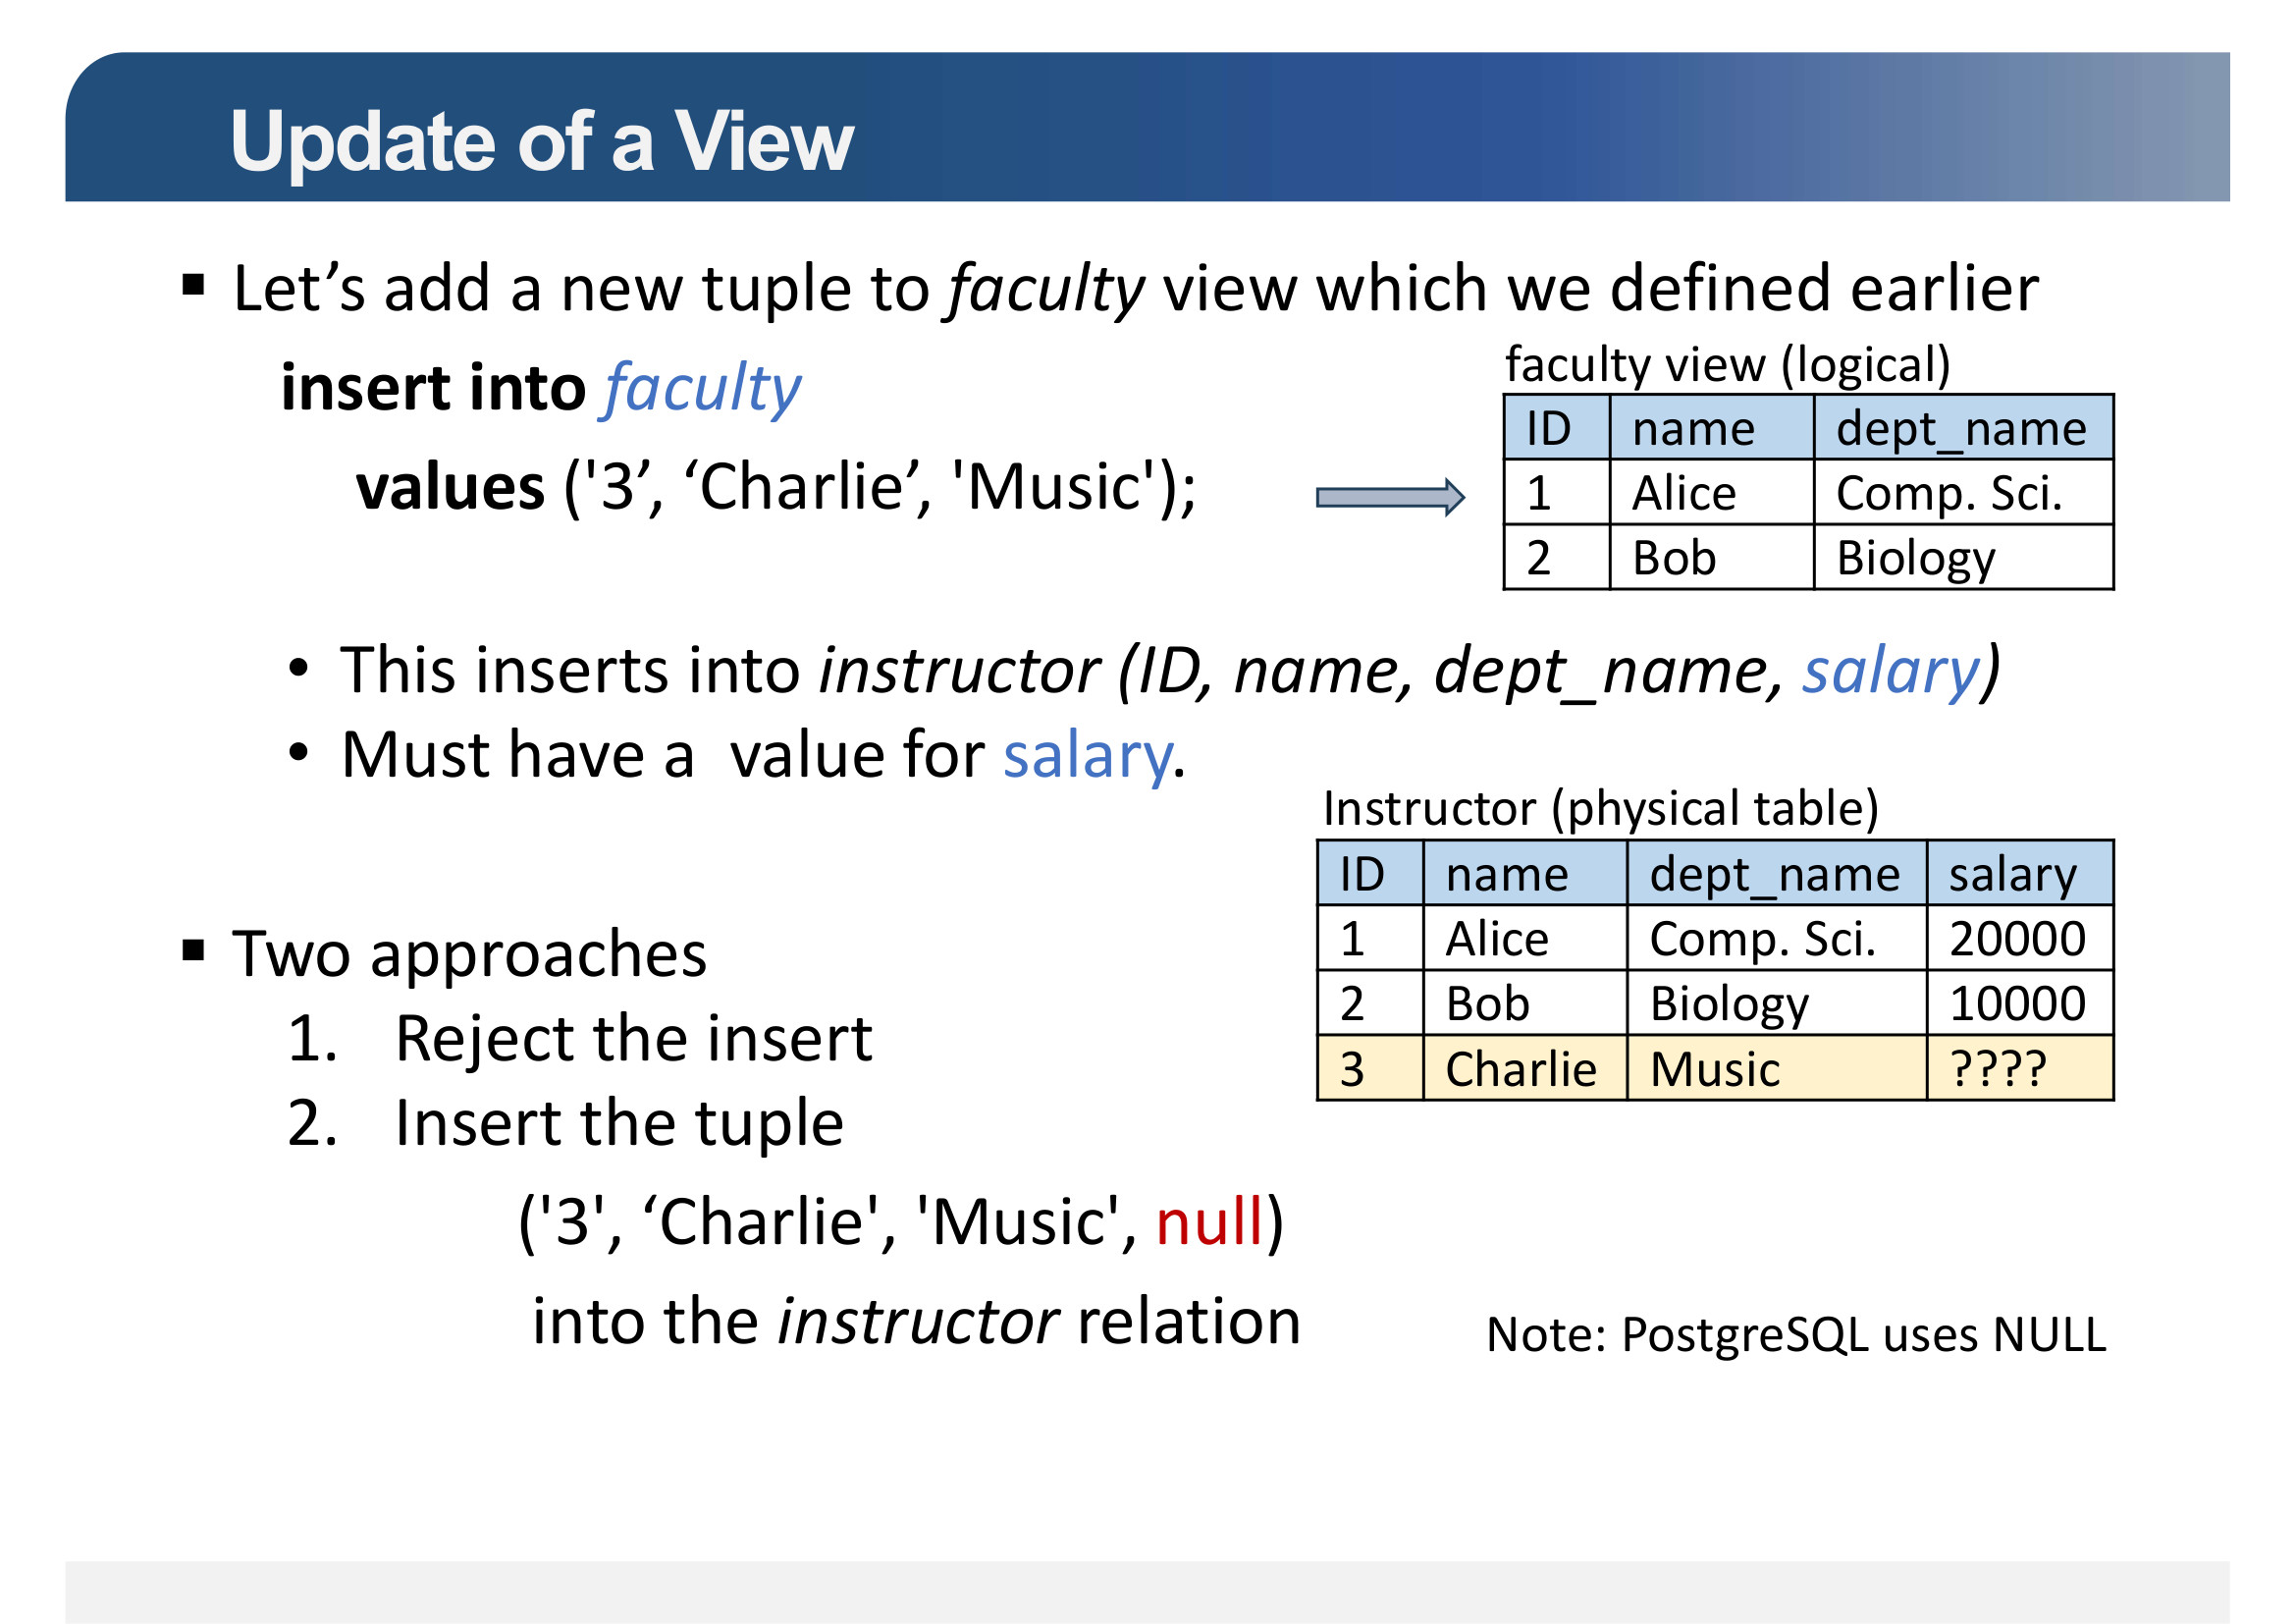 Update of a View
▪ Let’s add a new tuple to faculty view which we defined earlier
insert into faculty
values ('3’, ‘Charlie’, 'Music');
faculty view (logical)
ID name dept_name
1 Alice Comp. Sci.
2 Bob Biology
• This inserts into instructor (ID, name, dept_name, salary)
• Must have a  value for salary.
Instructor (physical table)
ID name dept_name salary
1 Alice Comp. Sci. 20000
2 Bob Biology 10000
3 Charlie Music ????
▪ Two approaches
1. Reject the insert
2. Insert the tuple
('3', ‘Charlie', 'Music', null)
into the instructor relation
Note: PostgreSQL uses NULL